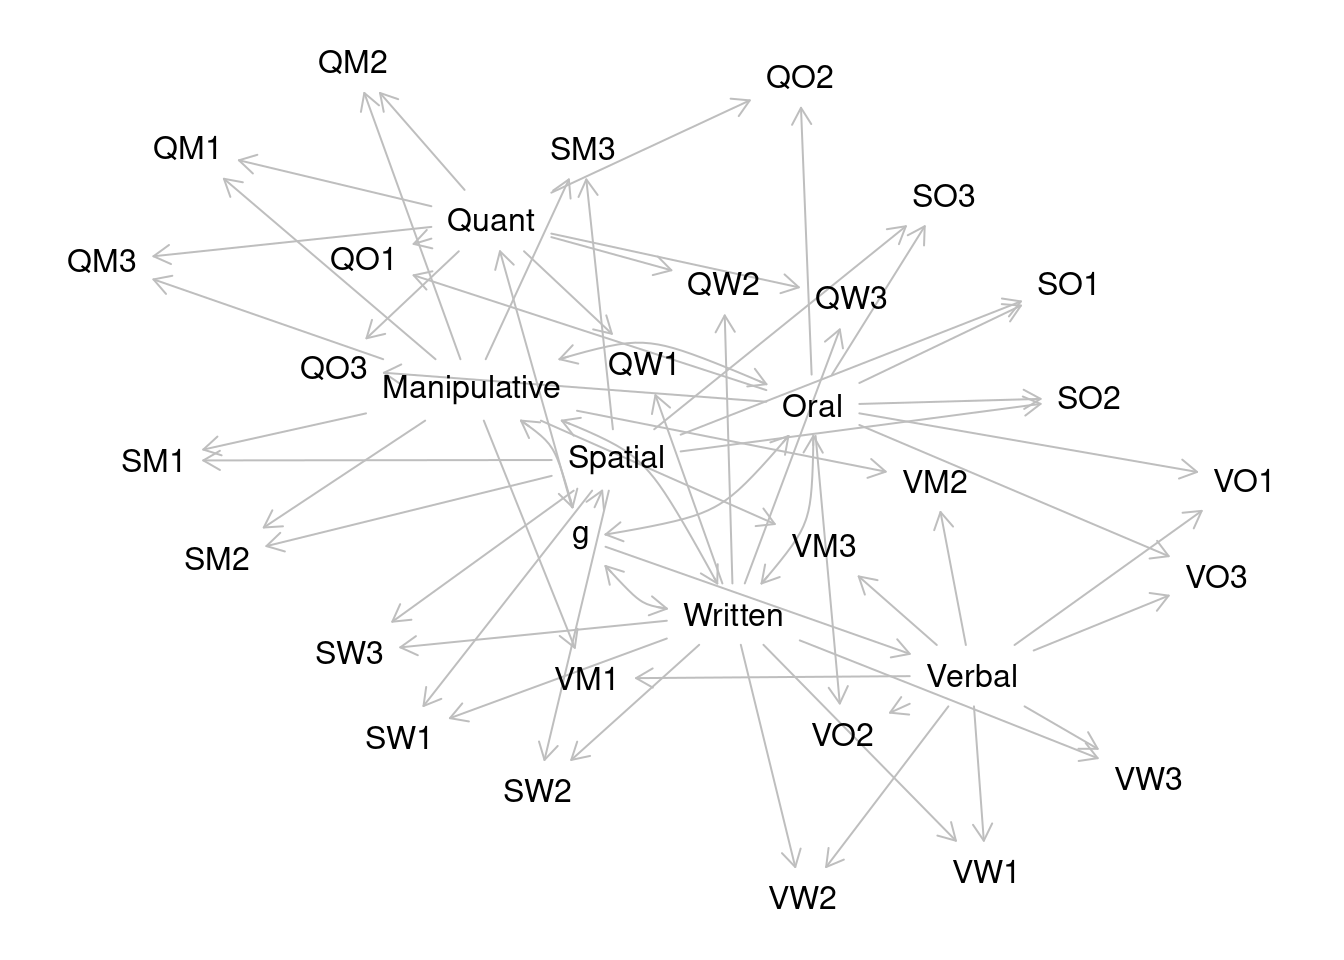 QM2
QO2
QM1
SM3
SO3
Quant
QM3
QO1
QW2
QW3
SO1
QO3
QW1
Manipulative
Oral
SO2
SM1
Spatial
VM2
VO1
g
VM3
SM2
VO3
Written
SW3
VM1
Verbal
SW1
VO2
SW2
VW3
VW1
VW2